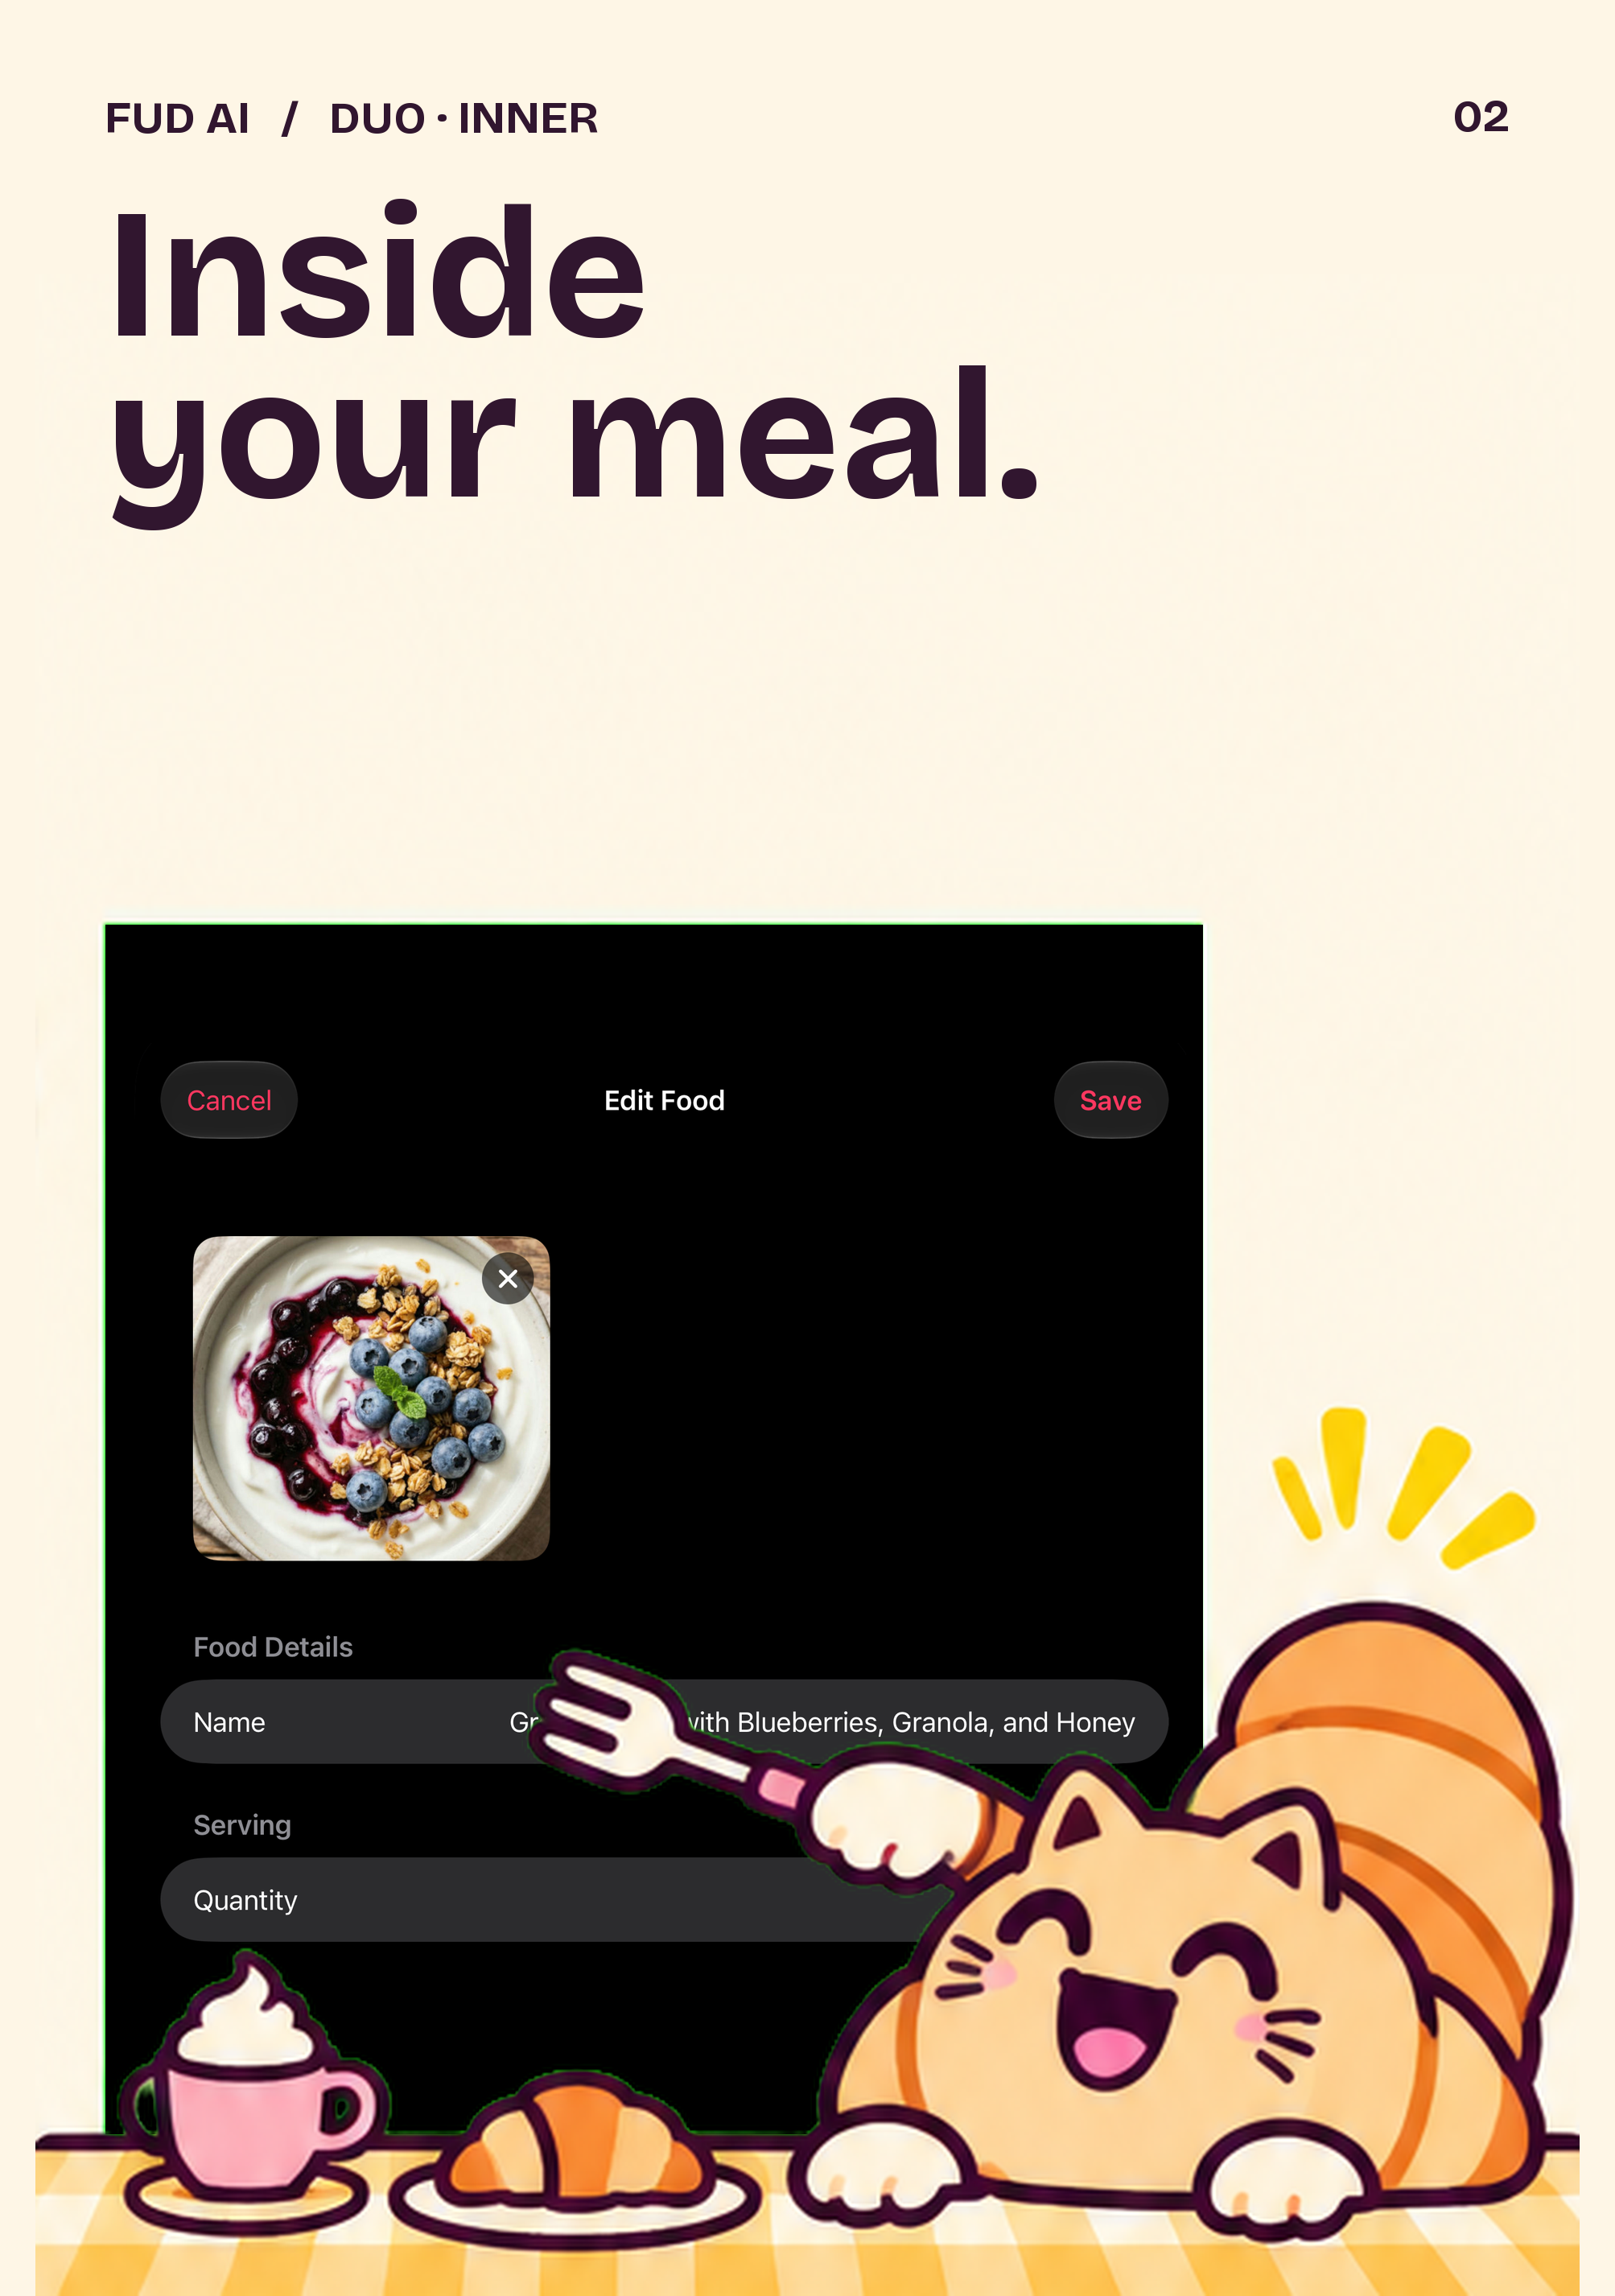 FUD AI / DUO · INNER
02
Inside
your meal.
Cancel
Edit Food
Save
Food Details
Name
with Blueberries, Granola, and Honey
Serving
Quantity